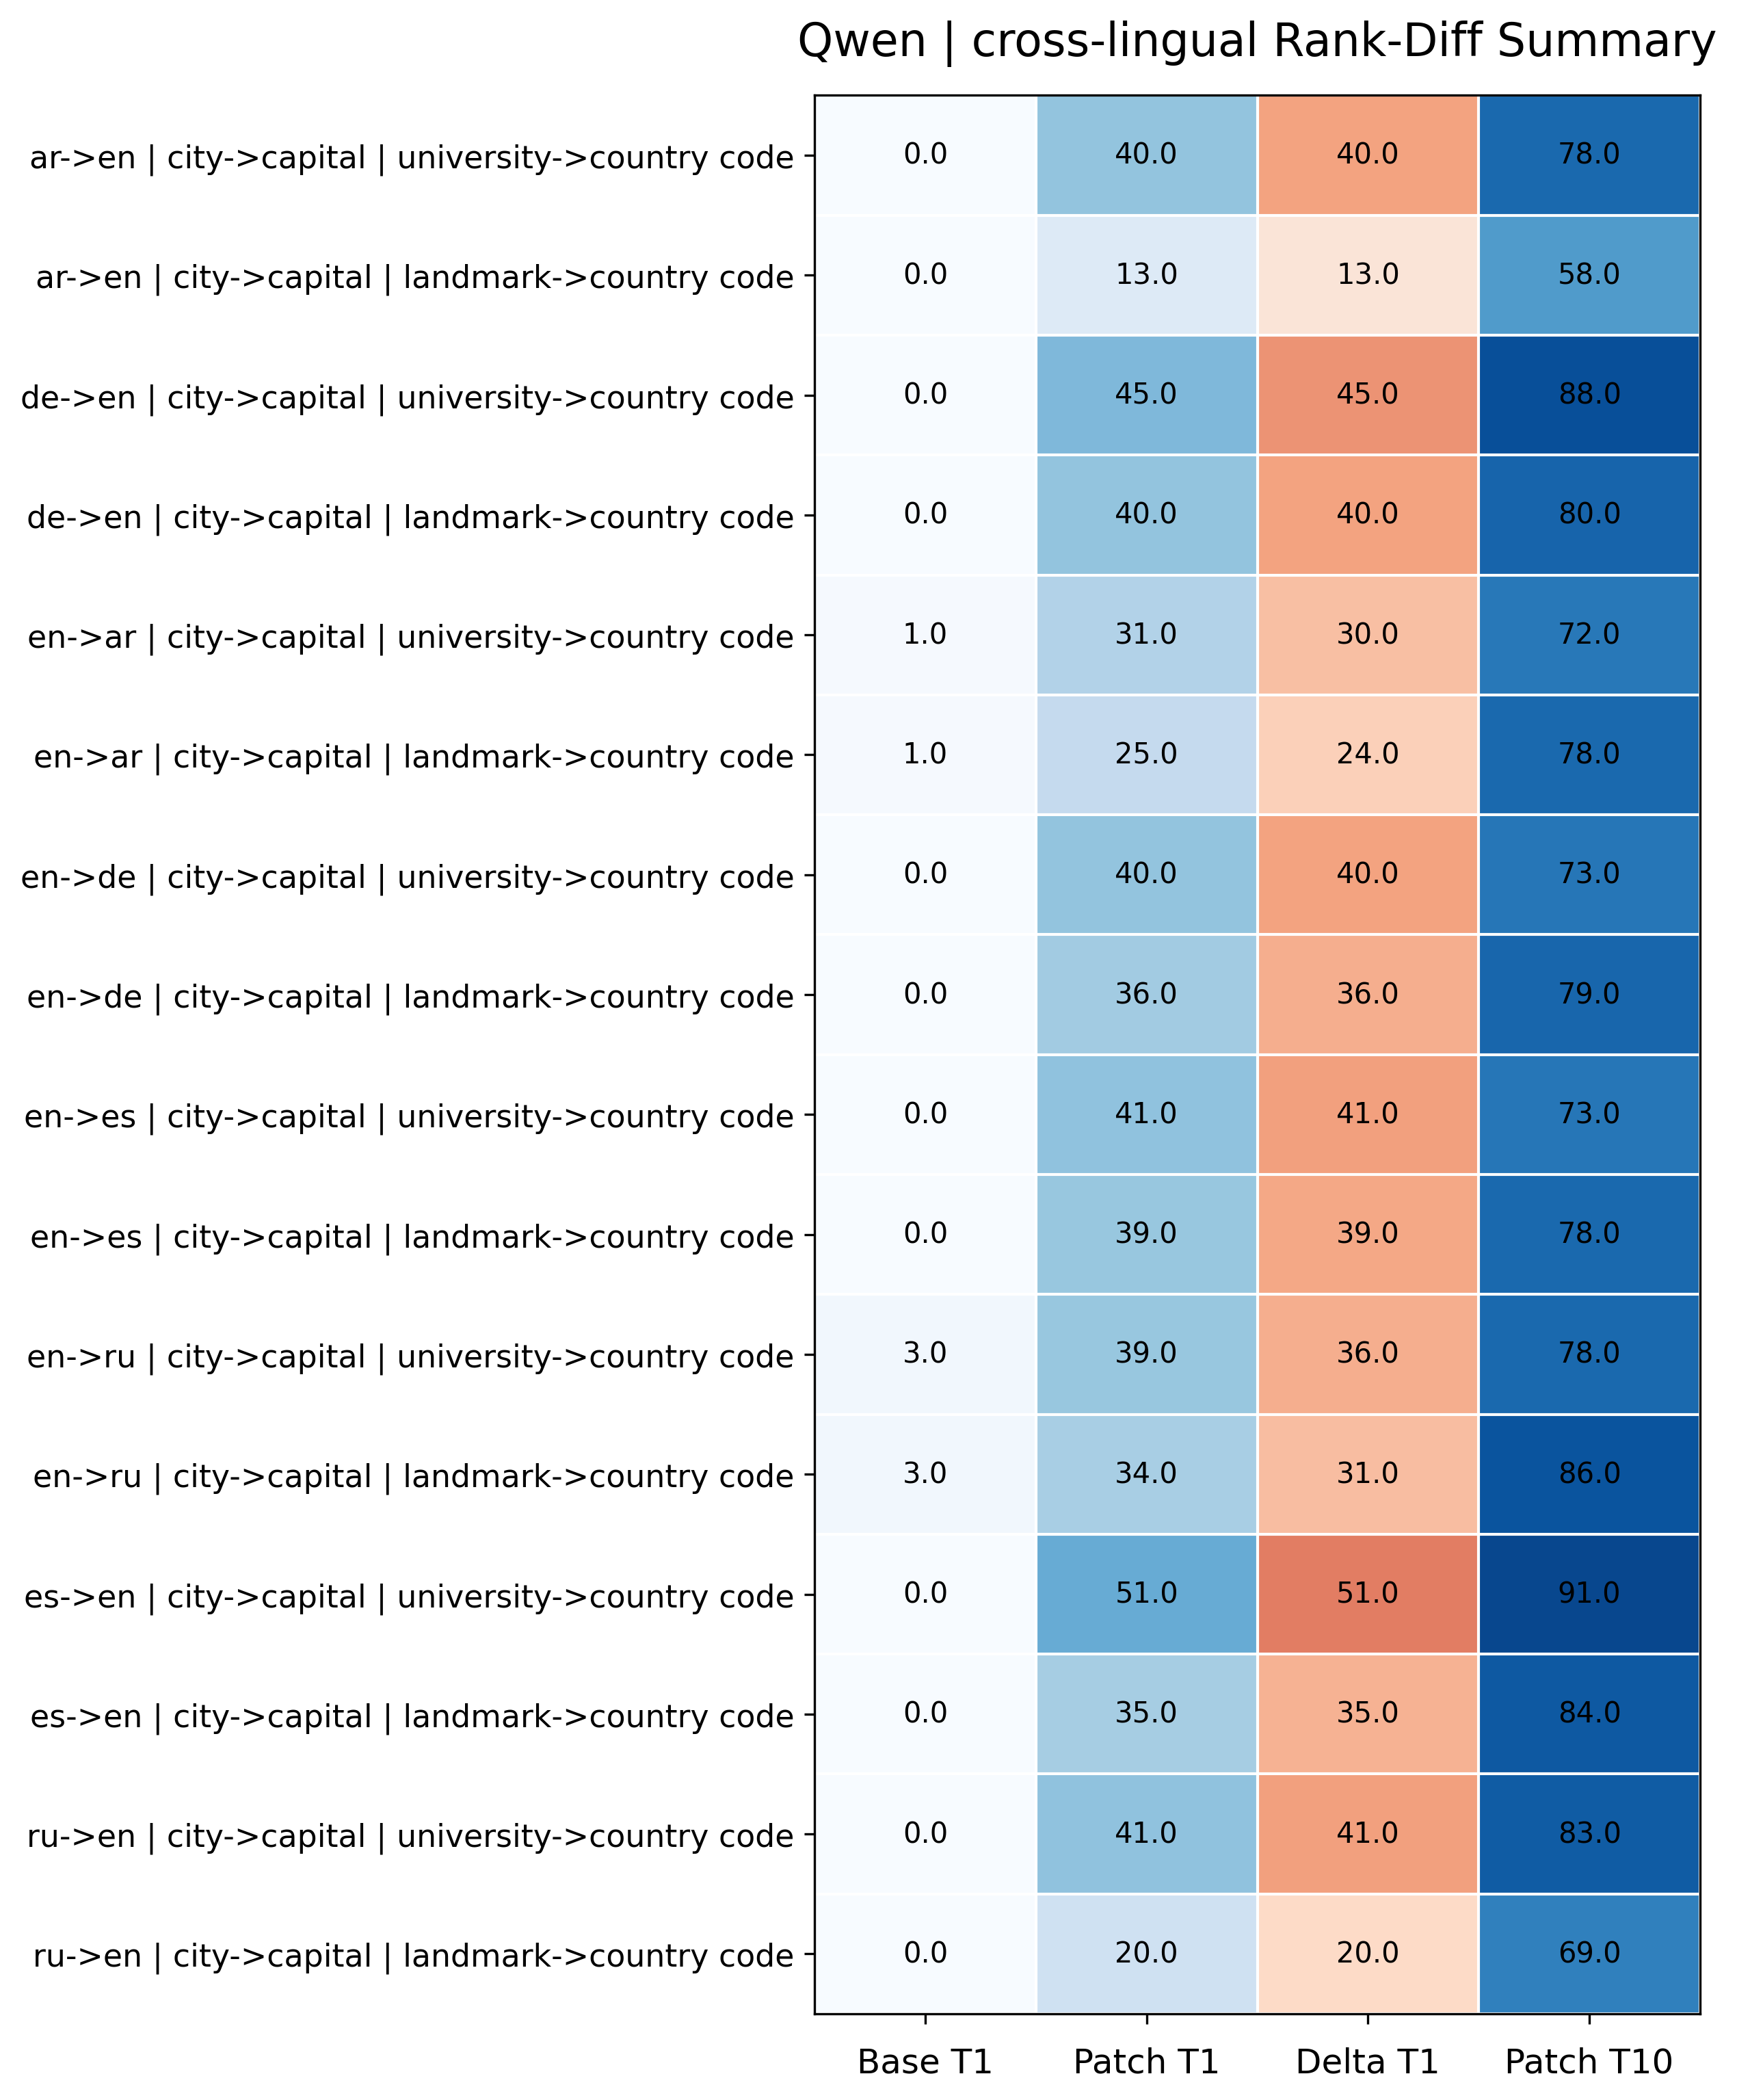 Qwen | cross-lingual Rank-Diff Summary
ar->en | city->capital | university->country code 0.0 40.0 40.0 78.0
ar->en | city->capital | landmark->country code 0.0 13.0 13.0 58.0
de->en | city->capital | university->country code 0.0 45.0 45.0 88.0
de->en | city->capital | landmark->country code 0.0 40.0 40.0 80.0
en->ar | city->capital | university->country code 1.0 31.0 30.0 72.0
en->ar | city->capital | landmark->country code 1.0 25.0 24.0 78.0
en->de | city->capital | university->country code 0.0 40.0 40.0 73.0
en->de | city->capital | landmark->country code 0.0 36.0 36.0 79.0
en->es | city->capital | university->country code 0.0 41.0 41.0 73.0
en->es | city->capital | landmark->country code 0.0 39.0 39.0 78.0
en->ru | city->capital | university->country code 3.0 39.0 36.0 78.0
en->ru | city->capital | landmark->country code 3.0 34.0 31.0 86.0
es->en | city->capital | university->country code 0.0 51.0 51.0 91.0
es->en | city->capital | landmark->country code 0.0 35.0 35.0 84.0
ru->en | city->capital | university->country code 0.0 41.0 41.0 83.0
ru->en | city->capital | landmark->country code 0.0 20.0 20.0 69.0
Base T1 Patch T1 Delta T1 Patch T10